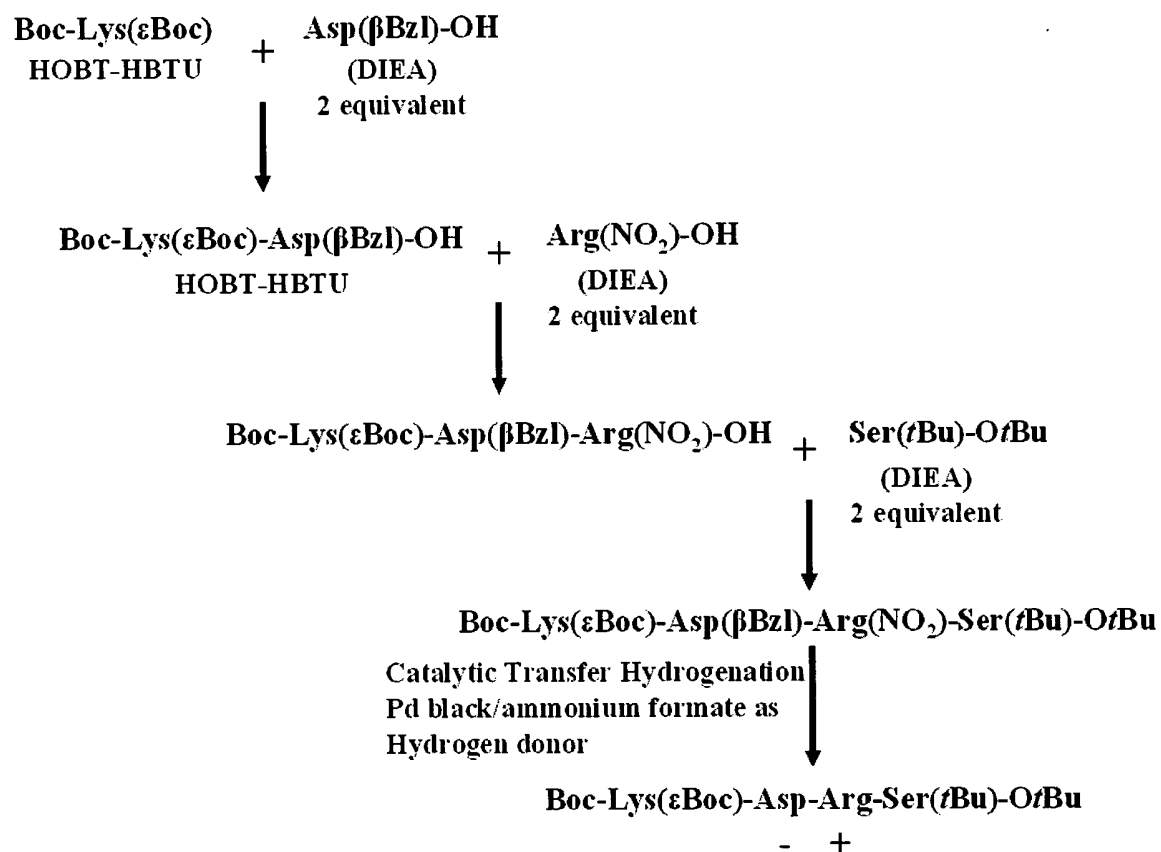 Boc-Lys(εBoc) + Asp(βBzl)-OH
HOBT-HBTU (DIEA)
2 equivalent
Boc-Lys(εBoc)-Asp(βBzl)-OH + Arg(NO₂)-OH
HOBT-HBTU (DIEA)
2 equivalent
Boc-Lys(εBoc)-Asp(βBzl)-Arg(NO₂)-OH + Ser(tBu)-OtBu
(DIEA)
2 equivalent
Boc-Lys(εBoc)-Asp(βBzl)-Arg(NO₂)-Ser(tBu)-OtBu
Catalytic Transfer Hydrogenation
Pd black/ammonium formate as
Hydrogen donor
Boc-Lys(εBoc)-Asp-Arg-Ser(tBu)-OtBu
- +